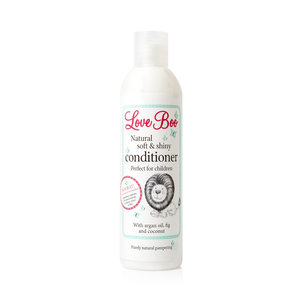 Love Boo
Natural
soft & shiny
conditioner
Perfect for children
With argan oil, fig
and coconut
Purely natural pampering